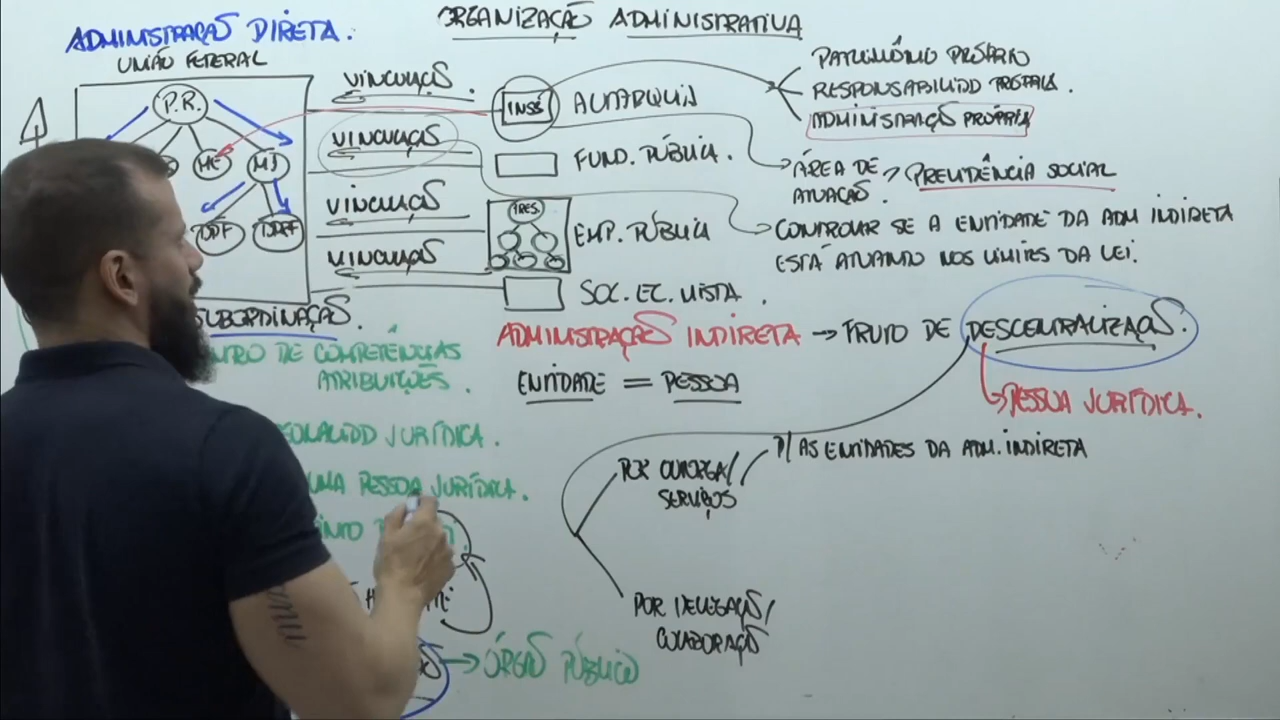 ORGANIZAÇÃO ADMINISTRATIVA
ADMINISTRAÇÃO DIRETA.
UNIÃO FEDERAL
P.R.
ME
MJ
DPF
DPRF
SUBORDINAÇÃO.
VINCULAÇÃO.
VINCULAÇÃO
VINCULAÇÃO
VINCULAÇÃO
INSS
AUTARQUIA
FUND. PÚBLICA.
PRES.
EMP. PÚBLICA
SOC. EC. MISTA.
PATRIMÔNIO PRÓPRIO
RESPONSABILIDD PRÓPRIA.
ADMINISTRAÇÃO PRÓPRIA
ÁREA DE
ATUAÇÃO.
PREVIDÊNCIA SOCIAL
CONTROLAR SE A ENTIDADE DA ADM INDIRETA
ESTÁ ATUANDO NOS LIMITES DA LEI.
ADMINISTRAÇÃO INDIRETA → FRUTO DE DESCENTRALIZAÇÃO.
ENTIDADE = PESSOA
PESSOA JURÍDICA.
DE COMPETÊNCIAS
ATRIBUIÇÕES.
JURÍDICA.
UMA PESSOA JURÍDICA.
→ ÓRGÃO PÚBLICO
POR OUTORGA/
SERVIÇOS
P/ AS ENTIDADES DA ADM. INDIRETA
POR DELEGAÇÃO/
COLABORAÇÃO